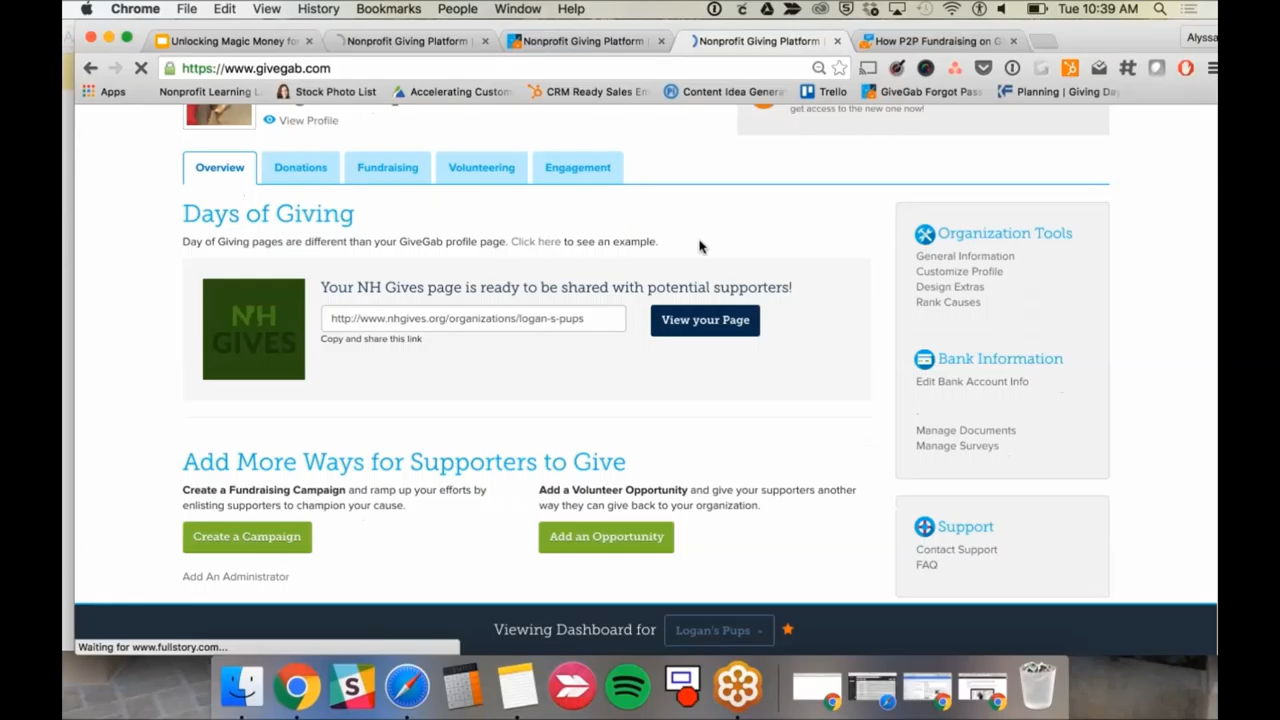 Chrome File Edit View History Bookmarks People Window Help Tue 10:39 AM
Unlocking Magic Money fo Nonprofit Giving Platform Nonprofit Giving Platform Nonprofit Giving Platform How P2P Fundraising on G Alyssa
https://www.givegab.com
Apps Nonprofit Learning L Stock Photo List Accelerating Custom CRM Ready Sales En Content Idea Genera Trello GiveGab Forgot Pas Planning | Giving Da
get access to the new one now!
View Profile
Overview Donations Fundraising Volunteering Engagement
Days of Giving
Day of Giving pages are different than your GiveGab profile page. Click here to see an example.
NH
GIVES
Your NH Gives page is ready to be shared with potential supporters!
http://www.nhgives.org/organizations/logan-s-pups
View your Page
Copy and share this link
Add More Ways for Supporters to Give
Create a Fundraising Campaign and ramp up your efforts by
enlisting supporters to champion your cause.
Create a Campaign
Add a Volunteer Opportunity and give your supporters another
way they can give back to your organization.
Add an Opportunity
Add An Administrator
Organization Tools
General Information
Customize Profile
Design Extras
Rank Causes
Bank Information
Edit Bank Account Info
Manage Documents
Manage Surveys
Support
Contact Support
FAQ
Viewing Dashboard for Logan's Pups
Waiting for www.fullstory.com...